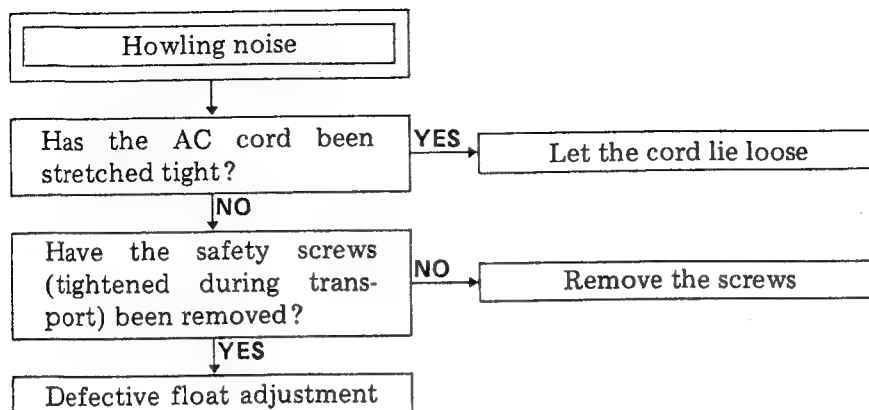 Howling noise
Has the AC cord been
stretched tight?
YES
Let the cord lie loose
NO
Have the safety screws
(tightened during trans-
port) been removed?
NO
Remove the screws
YES
Defective float adjustment